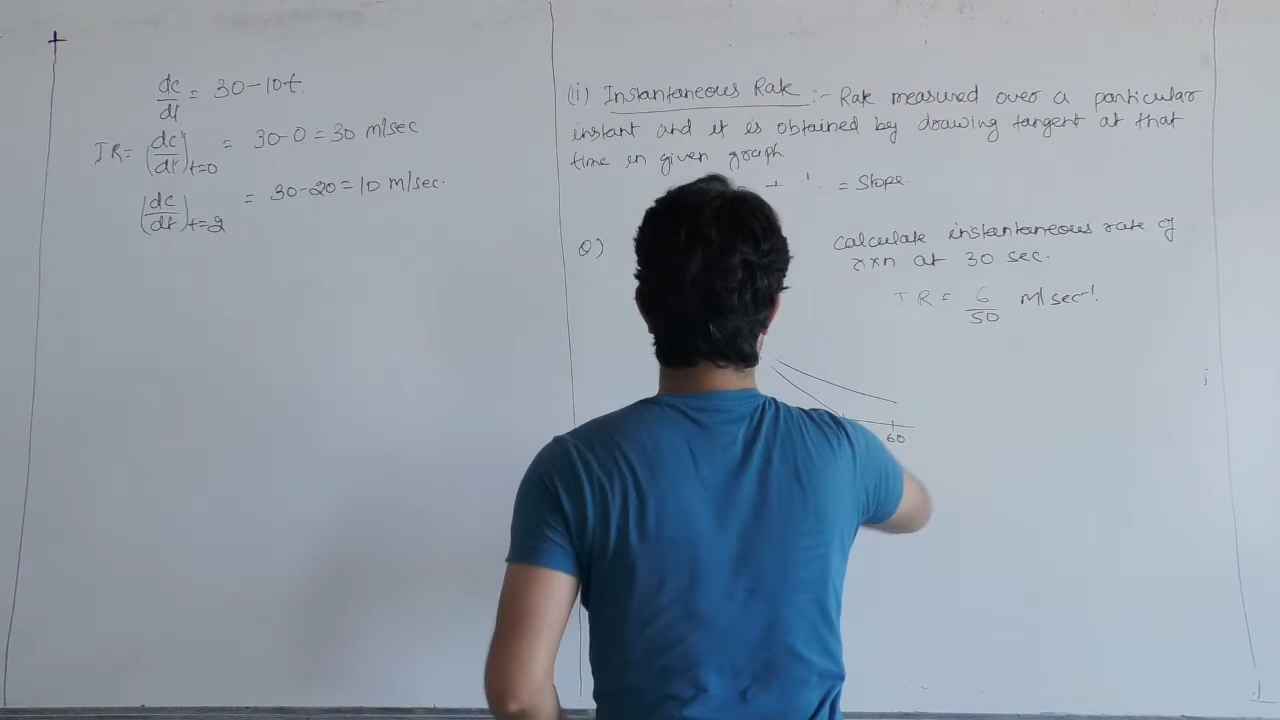 dc/dt = 30-10t.
IR = (dc/dt)t=0 = 30-0 = 30 M/sec
(dc/dt)t=2 = 30-20 = 10 M/sec.
(ii) Instantaneous Rate :- Rate measured over a particular
instant and it is obtained by drawing tangent at that
time in given graph.
= Slope.
Q)
Calculate instantaneous rate of
rxn at 30 sec.
IR = 6/50 M/sec-1.
60